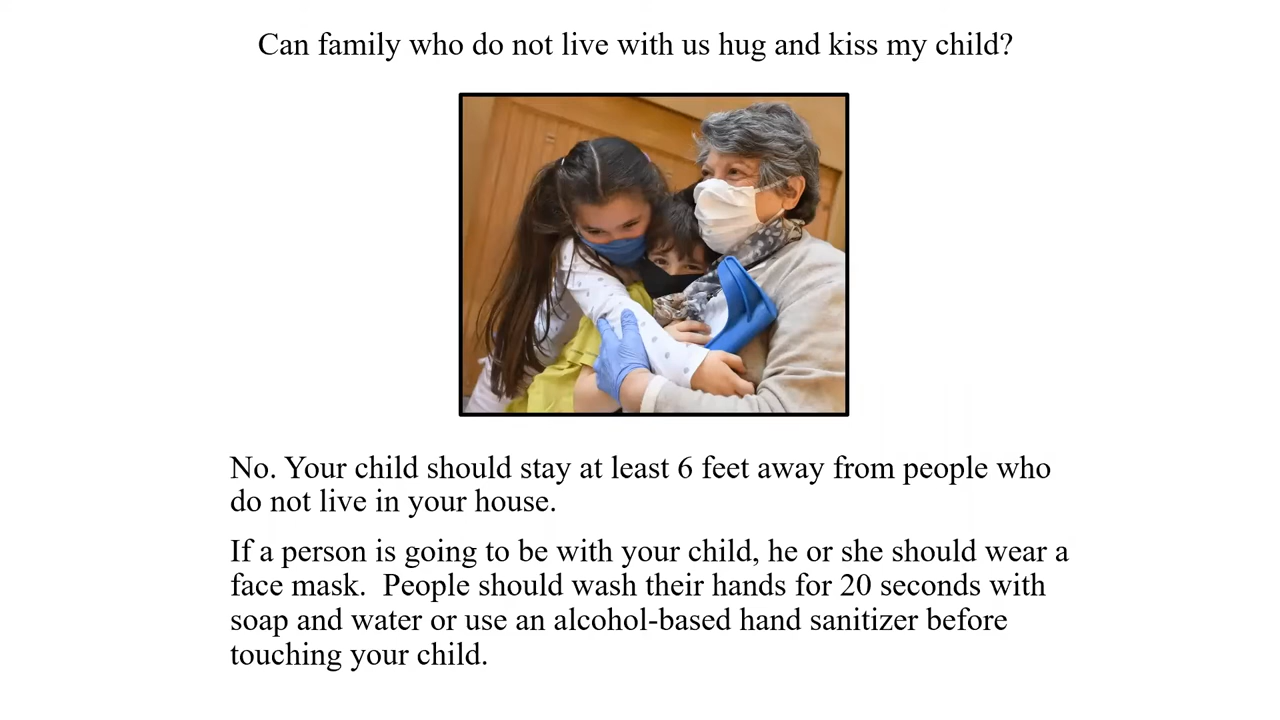 Can family who do not live with us hug and kiss my child?
No. Your child should stay at least 6 feet away from people who
do not live in your house.
If a person is going to be with your child, he or she should wear a
face mask.  People should wash their hands for 20 seconds with
soap and water or use an alcohol-based hand sanitizer before
touching your child.